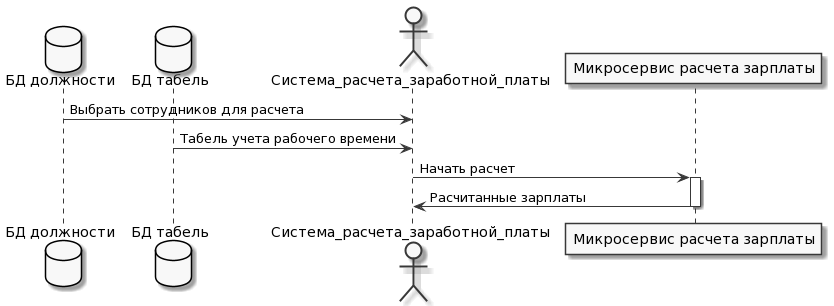 БД должности
БД табель
Система_расчета_заработной_платы
Микросервис расчета зарплаты
Выбрать сотрудников для расчета
Табель учета рабочего времени
Начать расчет
Расчитанные зарплаты
БД должности
БД табель
Система_расчета_заработной_платы
Микросервис расчета зарплаты